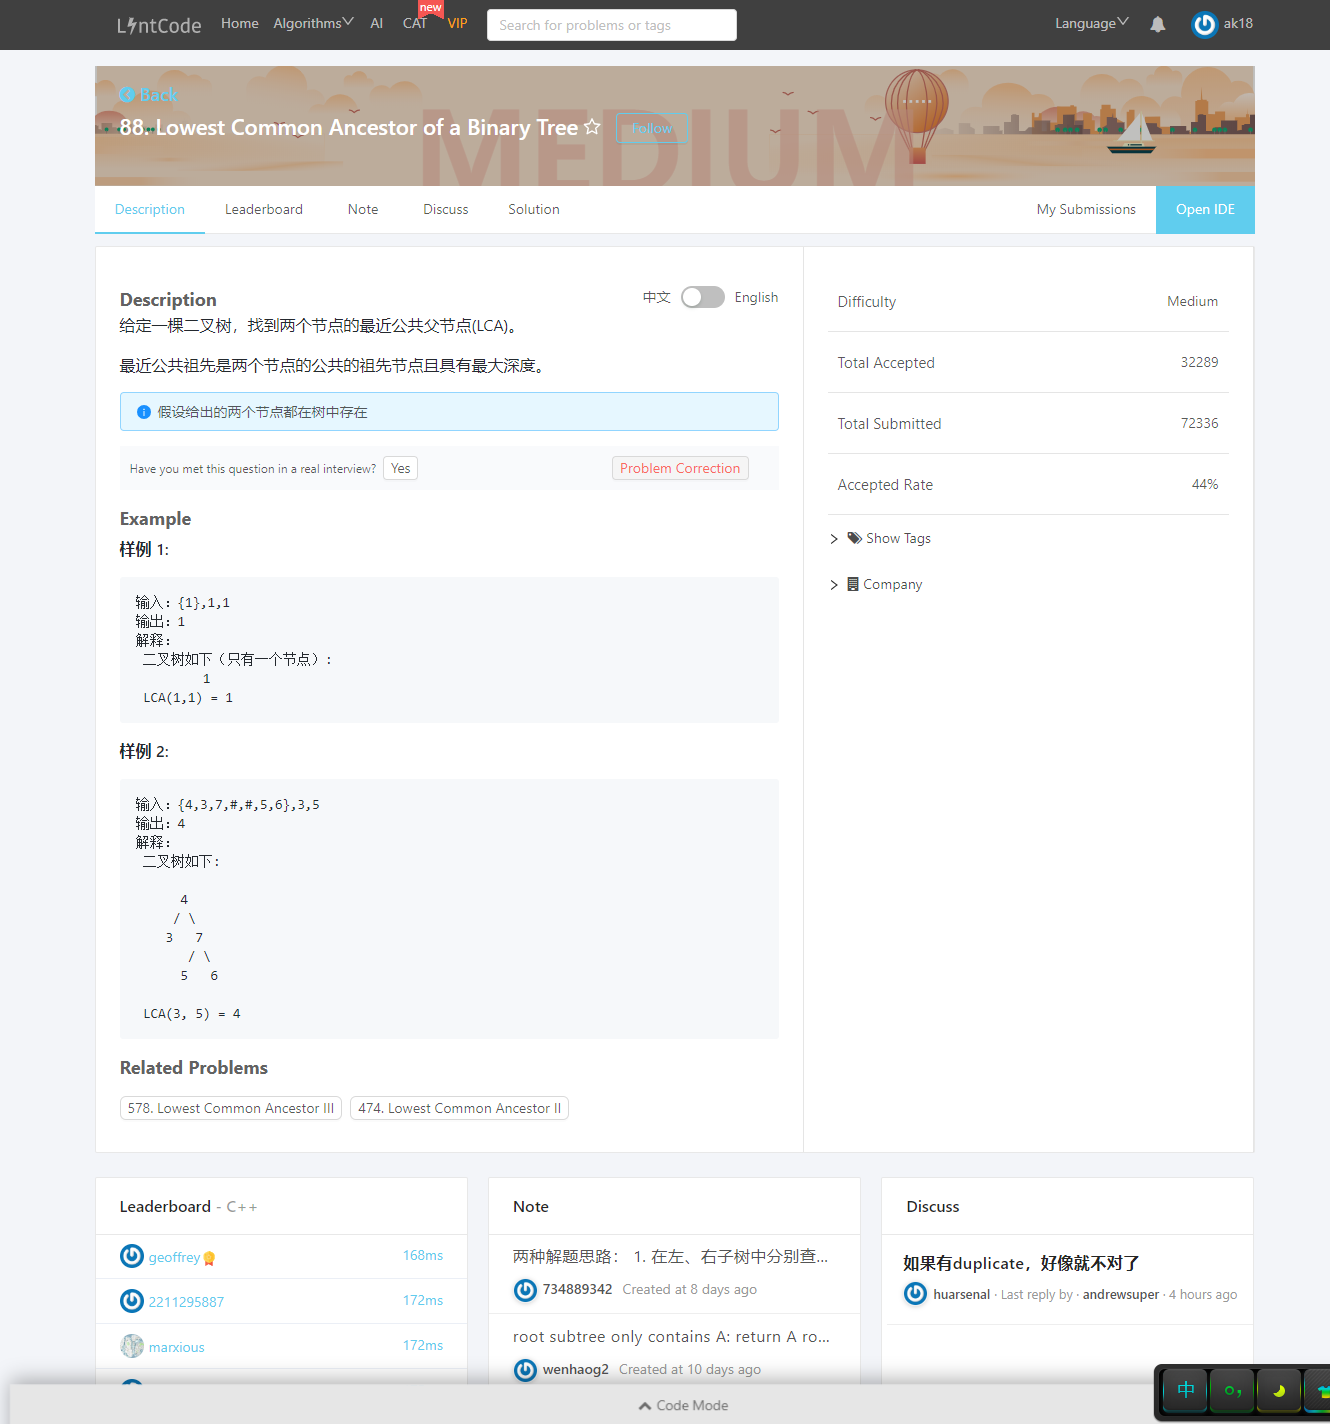 LintCode Home Algorithms AI CAT new VIP Search for problems or tags Language ak18
Back
88. Lowest Common Ancestor of a Binary Tree Follow
MEDIUM
Description Leaderboard Note Discuss Solution My Submissions Open IDE
Description 中文 English
给定一棵二叉树，找到两个节点的最近公共父节点(LCA)。
最近公共祖先是两个节点的公共的祖先节点且具有最大深度。
假设给出的两个节点都在树中存在
Have you met this question in a real interview? Yes Problem Correction
Example
样例 1:
输入：{1},1,1
输出：1
解释：
二叉树如下（只有一个节点）:
1
LCA(1,1) = 1
样例 2:
输入：{4,3,7,#,#,5,6},3,5
输出：4
解释：
二叉树如下:
4
/ \
3 7
/ \
5 6
LCA(3, 5) = 4
Related Problems
578. Lowest Common Ancestor III 474. Lowest Common Ancestor II
Difficulty Medium
Total Accepted 32289
Total Submitted 72336
Accepted Rate 44%
Show Tags
Company
Leaderboard - C++
geoffrey 168ms
2211295887 172ms
marxious 172ms
Note
两种解题思路： 1. 在左、右子树中分别查...
734889342 Created at 8 days ago
root subtree only contains A: return A ro...
wenhaog2 Created at 10 days ago
Discuss
如果有duplicate，好像就不对了
huarsenal · Last reply by · andrewsuper · 4 hours ago
Code Mode
中